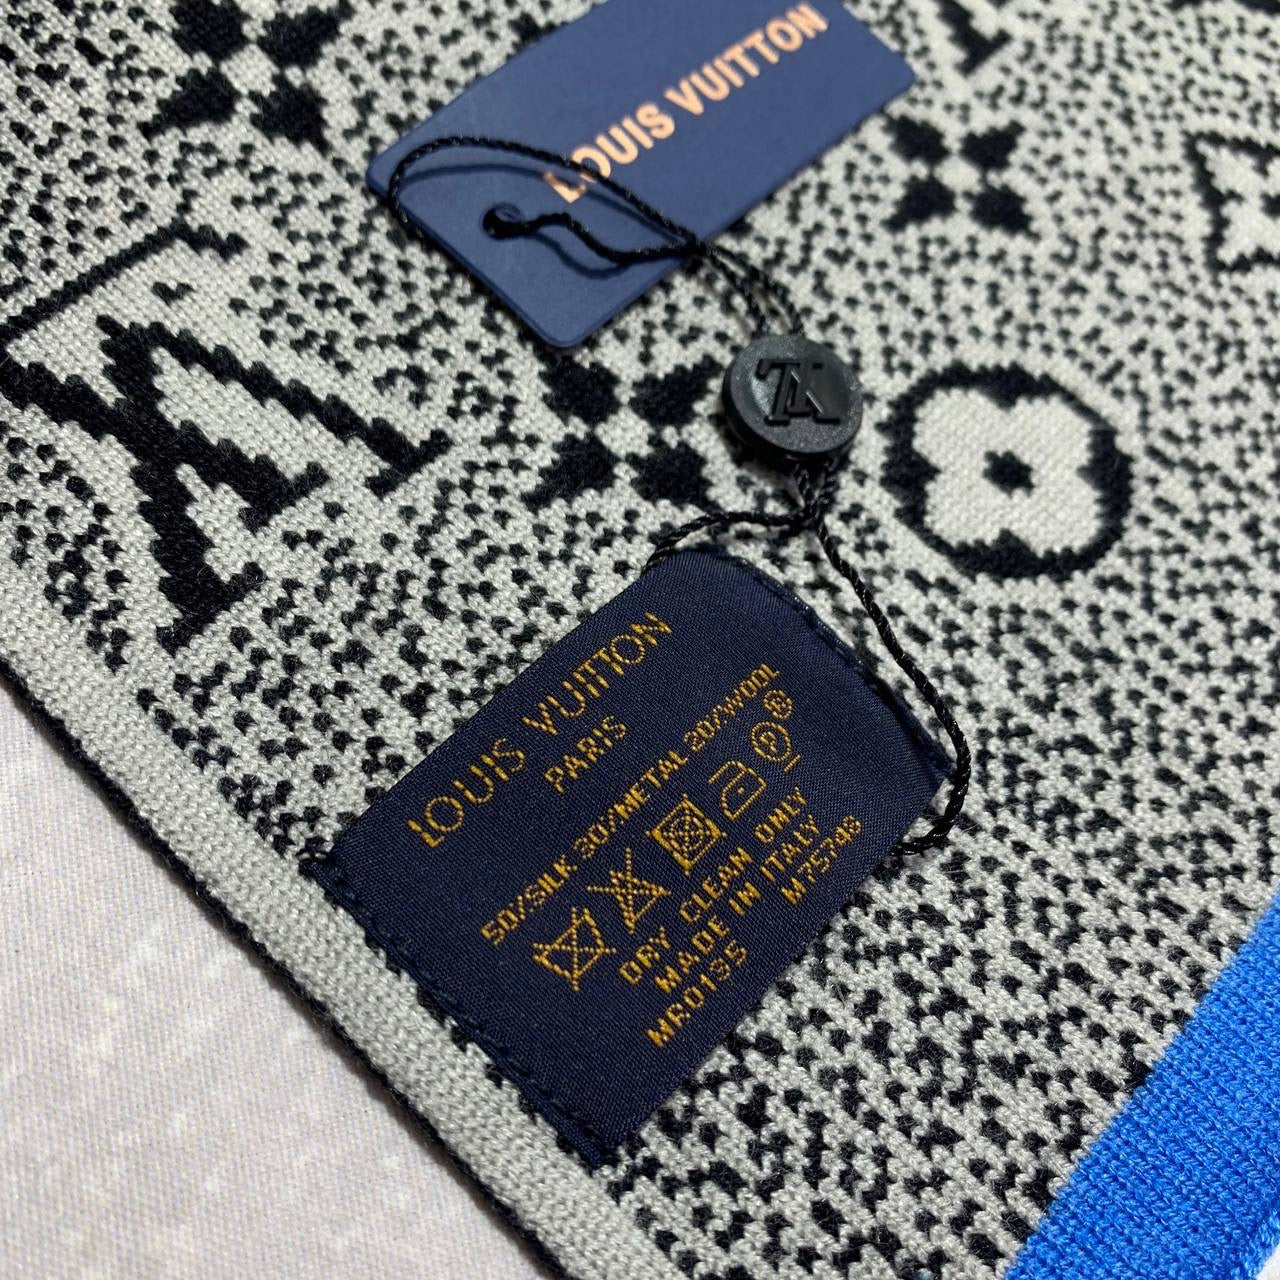 LOUIS VUITTON
LV
LOUIS VUITTON
PARIS
50/SILK 30/METAL 20/WOOL
P
DRY CLEAN ONLY
MADE IN ITALY
MR0135 M75748